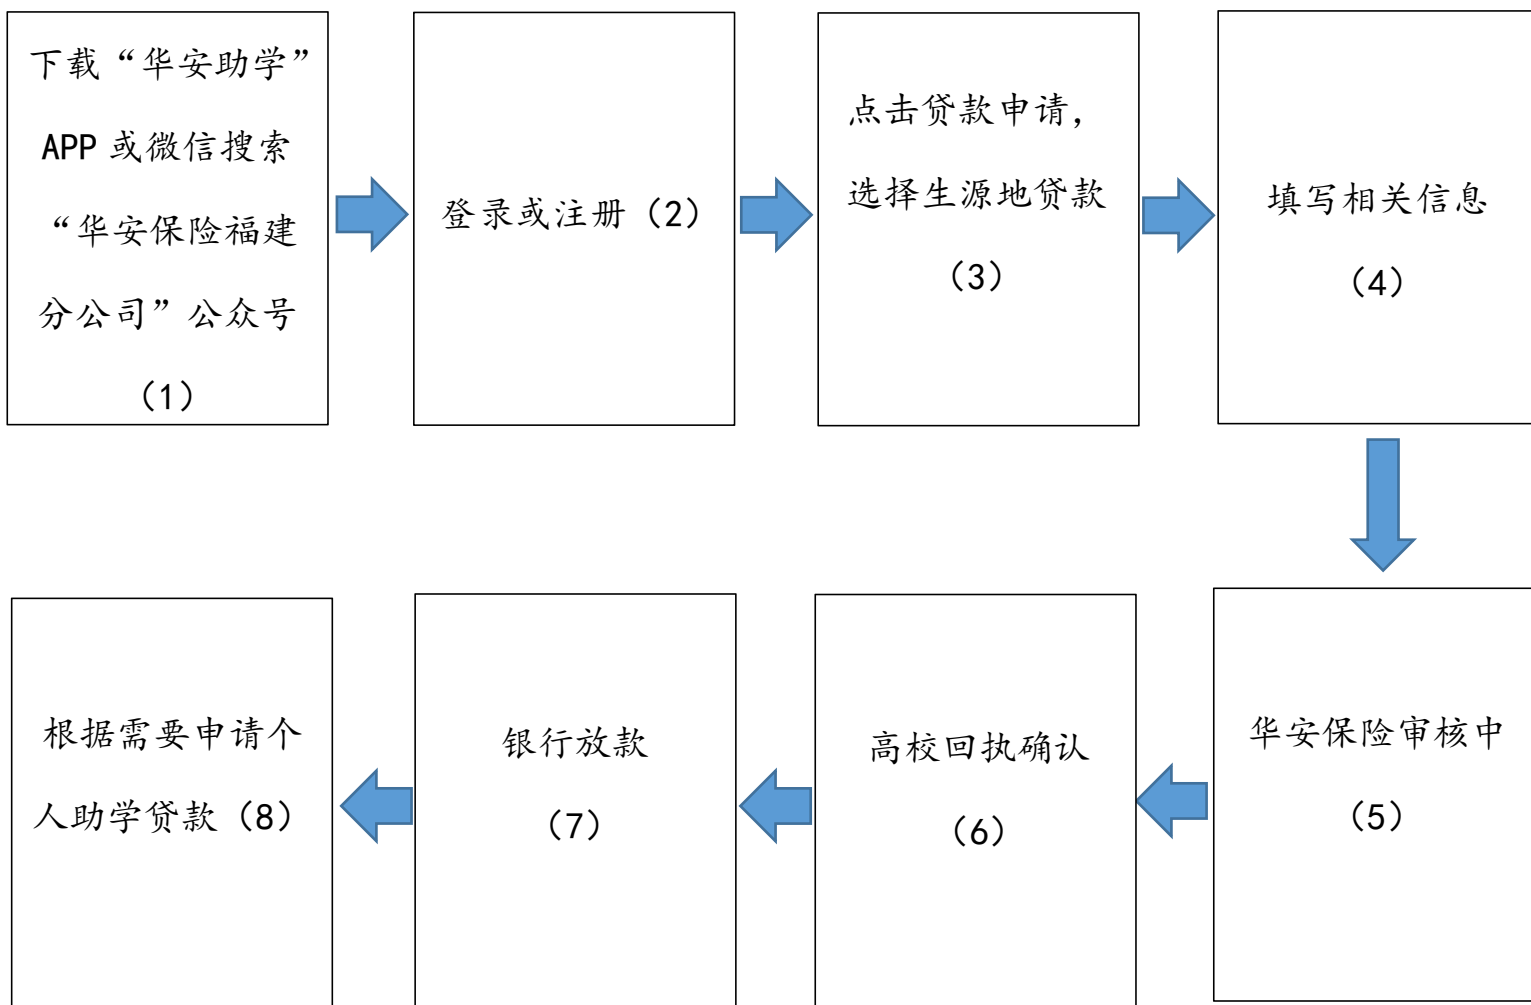 下载“华安助学”
APP 或微信搜索
“华安保险福建
分公司”公众号
（1）
登录或注册（2）
点击贷款申请，
选择生源地贷款
（3）
填写相关信息
（4）
华安保险审核中
（5）
高校回执确认
（6）
银行放款
（7）
根据需要申请个
人助学贷款（8）